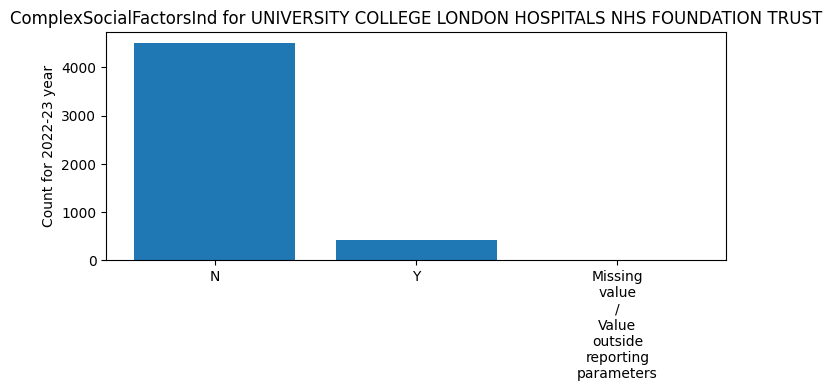 ComplexSocialFactorsInd for UNIVERSITY COLLEGE LONDON HOSPITALS NHS FOUNDATION TRUST
Count for 2022-23 year
4000
3000
2000
1000
0
N
Y
Missing
value
/
Value
outside
reporting
parameters